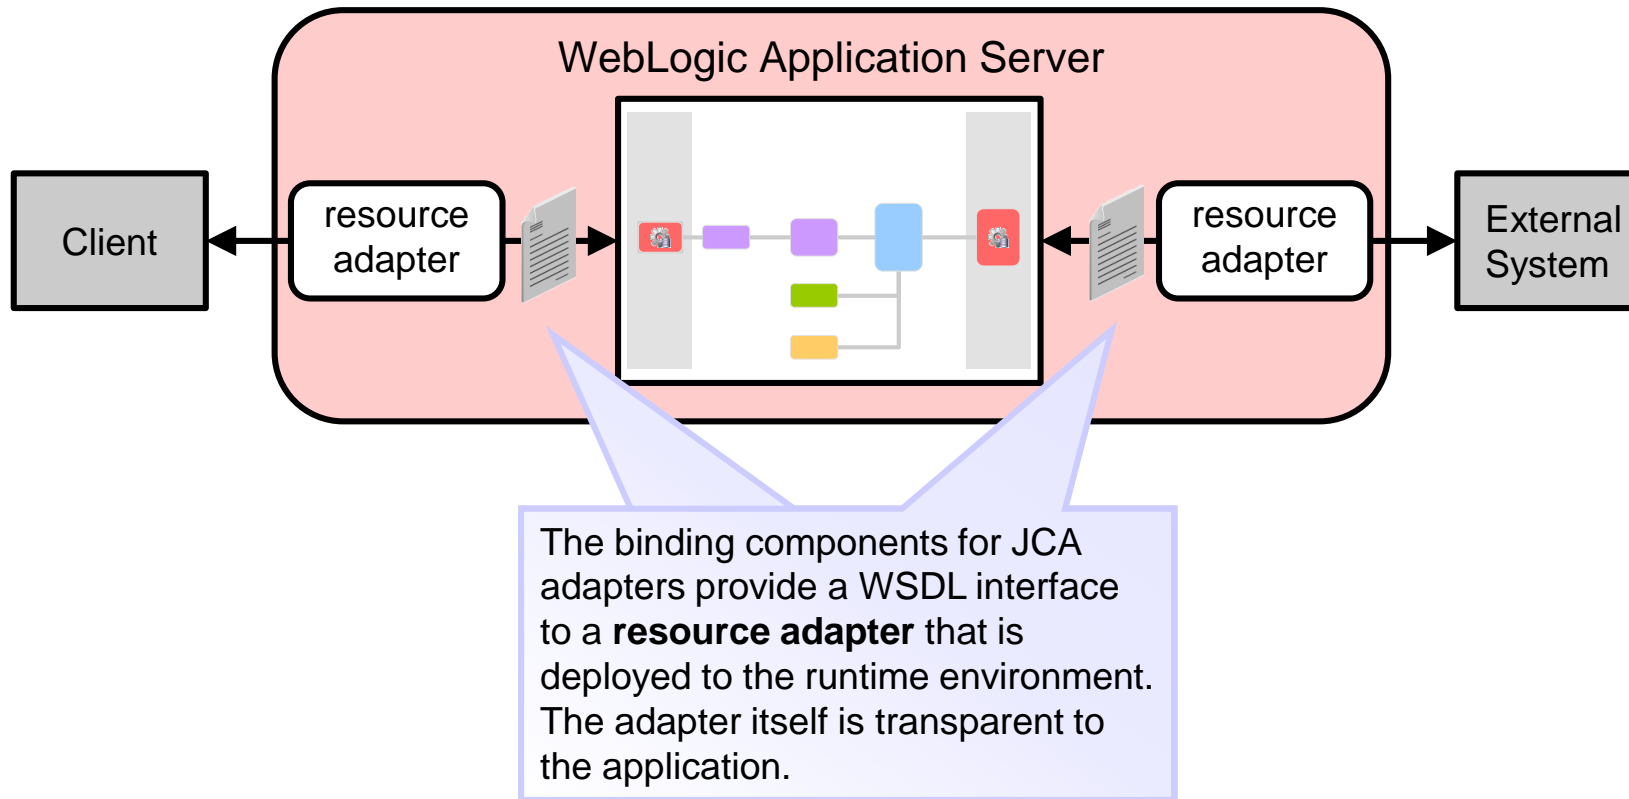 WebLogic Application Server
Client
resource
adapter
resource
adapter
External
System
The binding components for JCA
adapters provide a WSDL interface
to a resource adapter that is
deployed to the runtime environment.
The adapter itself is transparent to
the application.